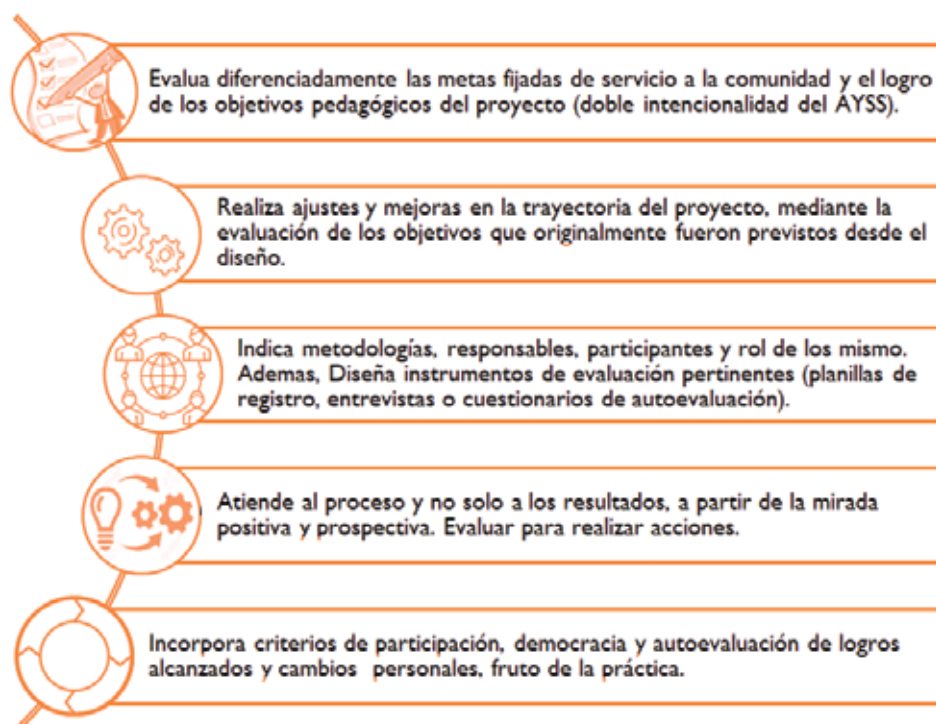 Evalua diferenciadamente las metas fijadas de servicio a la comunidad y el logro
de los objetivos pedagógicos del proyecto (doble intencionalidad del AYSS).
Realiza ajustes y mejoras en la trayectoria del proyecto, mediante la
evaluación de los objetivos que originalmente fueron previstos desde el
diseño.
Indica metodologías, responsables, participantes y rol de los mismo.
Ademas, Diseña instrumentos de evaluación pertinentes (planillas de
registro, entrevistas o cuestionarios de autoevaluación).
Atiende al proceso y no solo a los resultados, a partir de la mirada
positiva y prospectiva. Evaluar para realizar acciones.
Incorpora criterios de participación, democracia y autoevaluación de logros
alcanzados y cambios personales, fruto de la práctica.